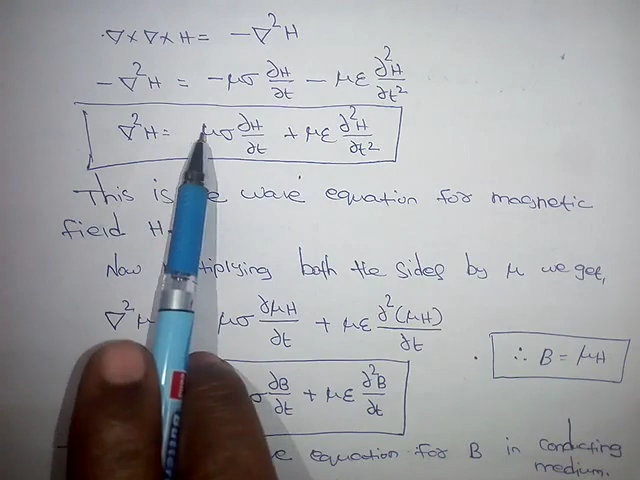 ∇×∇×H = −∇²H
−∇²H = −μσ ∂H/∂t − με ∂²H/∂t²
∇²H = μσ ∂H/∂t + με ∂²H/∂t²
This is wave equation for magnetic
field H
Now both the sides by μ we get,
∇²μ μσ ∂μH/∂t + με ∂²(μH)/∂t
∴ B = μH
σ ∂B/∂t + με ∂²B/∂t
equation for B in conducting
medium.